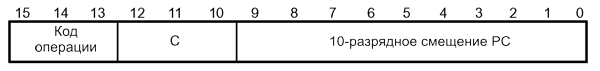 15 14 13 12 11 10 9 8 7 6 5 4 3 2 1 0
Код
операции
С
10-разрядное смещение PC